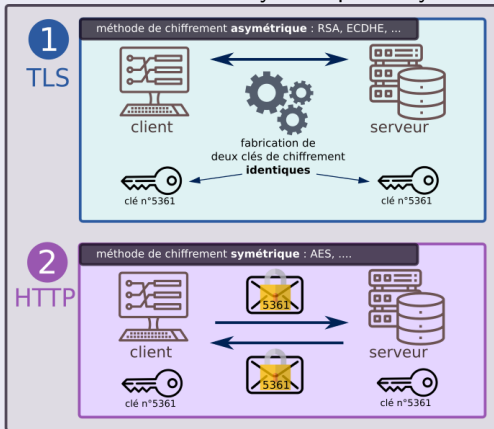 1
méthode de chiffrement asymétrique : RSA, ECDHE, ...
TLS
client
serveur
fabrication de
deux clés de chiffrement
identiques
clé n°5361
clé n°5361
2
méthode de chiffrement symétrique : AES, ....
HTTP
5361
client
serveur
5361
clé n°5361
clé n°5361